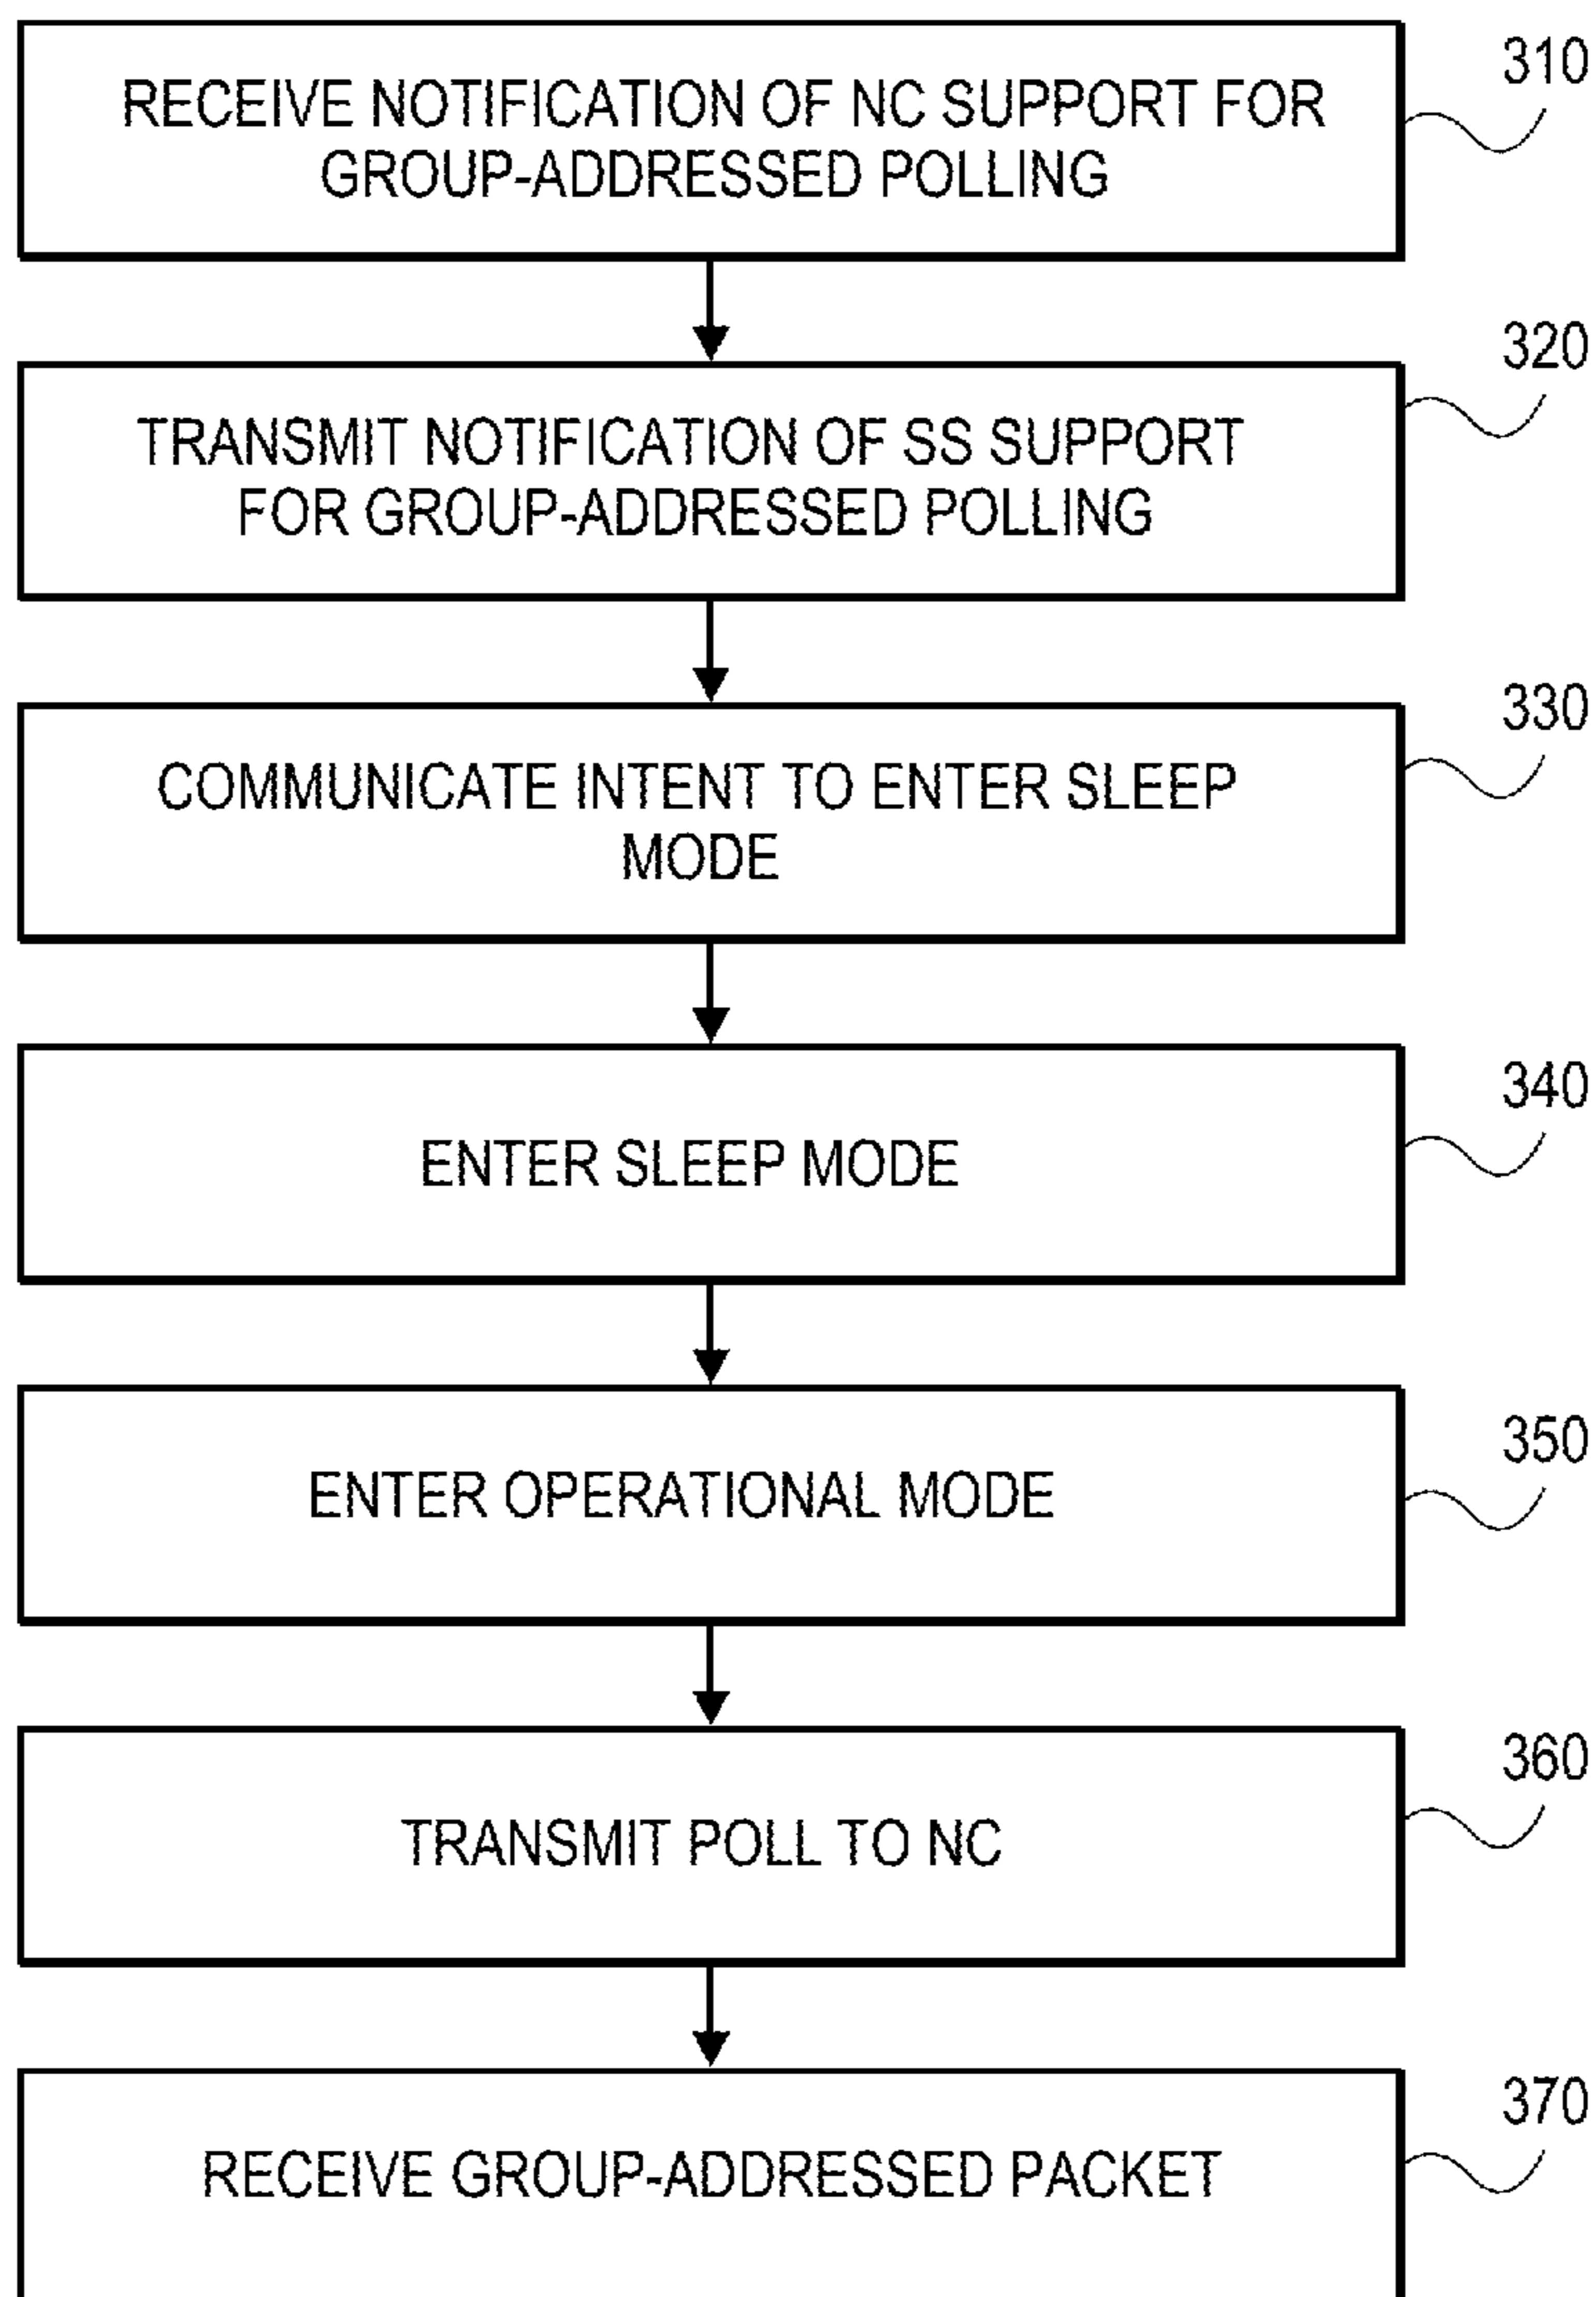 310
RECEIVE NOTIFICATION OF NC SUPPORT FOR
GROUP-ADDRESSED POLLING
320
TRANSMIT NOTIFICATION OF SS SUPPORT
FOR GROUP-ADDRESSED POLLING
330
COMMUNICATE INTENT TO ENTER SLEEP
MODE
340
ENTER SLEEP MODE
350
ENTER OPERATIONAL MODE
360
TRANSMIT POLL TO NC
370
RECEIVE GROUP-ADDRESSED PACKET